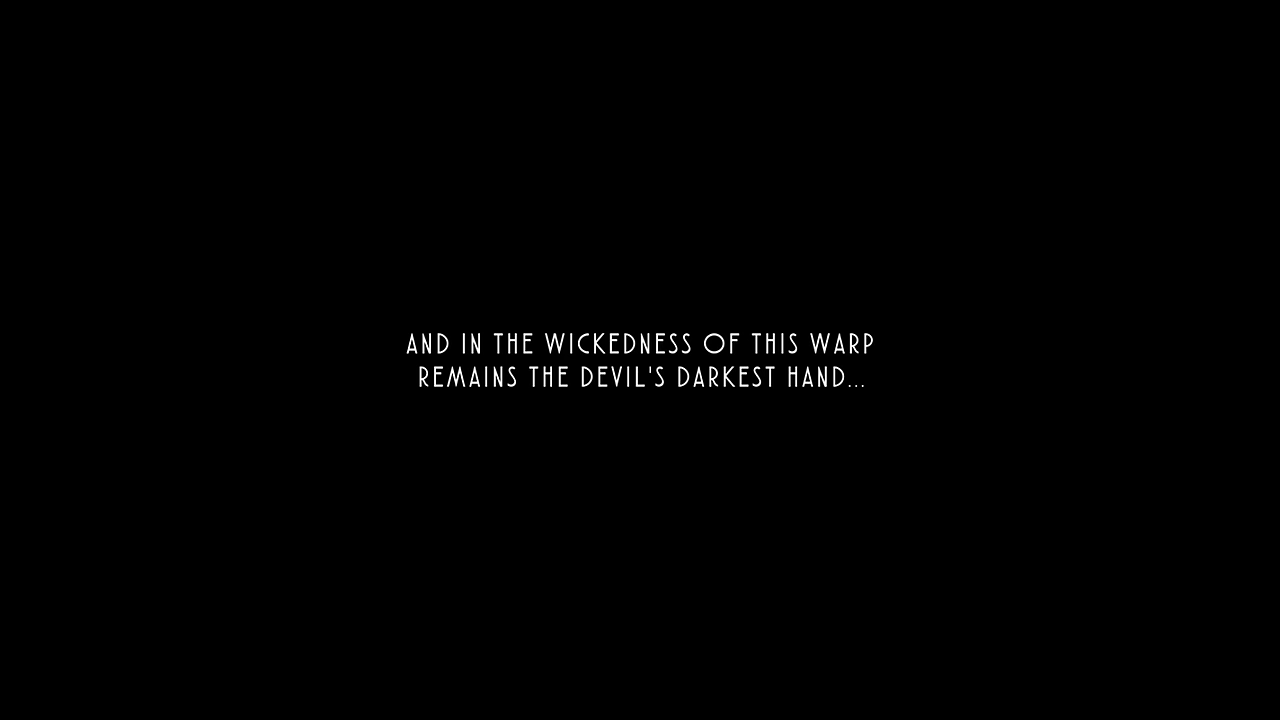 AND IN THE WICKEDNESS OF THIS WARP
REMAINS THE DEVIL'S DARKEST HAND...